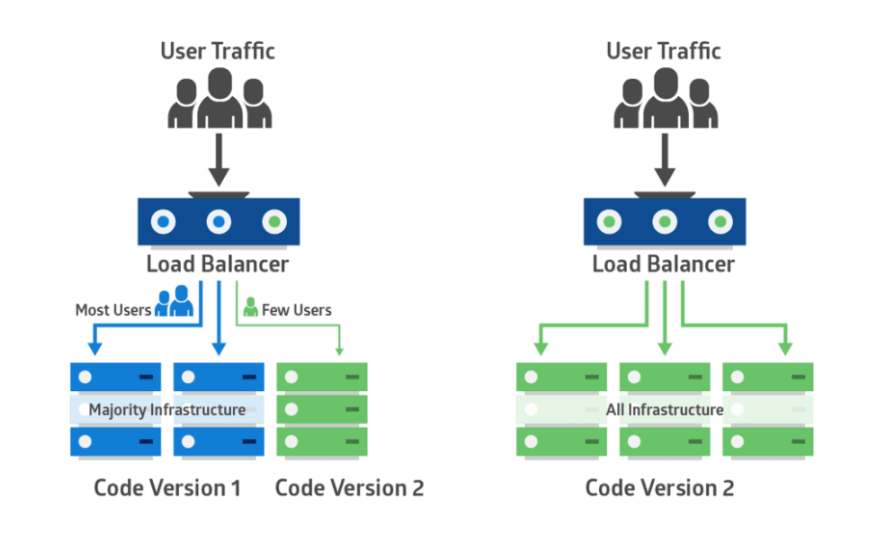 User Traffic
User Traffic
Load Balancer
Load Balancer
Most Users
Few Users
Majority Infrastructure
All Infrastructure
Code Version 1
Code Version 2
Code Version 2